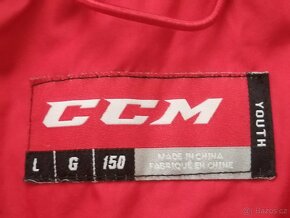 CCM
YOUTH
L G 150
MADE IN CHINA
FABRIQUÉ EN CHINE